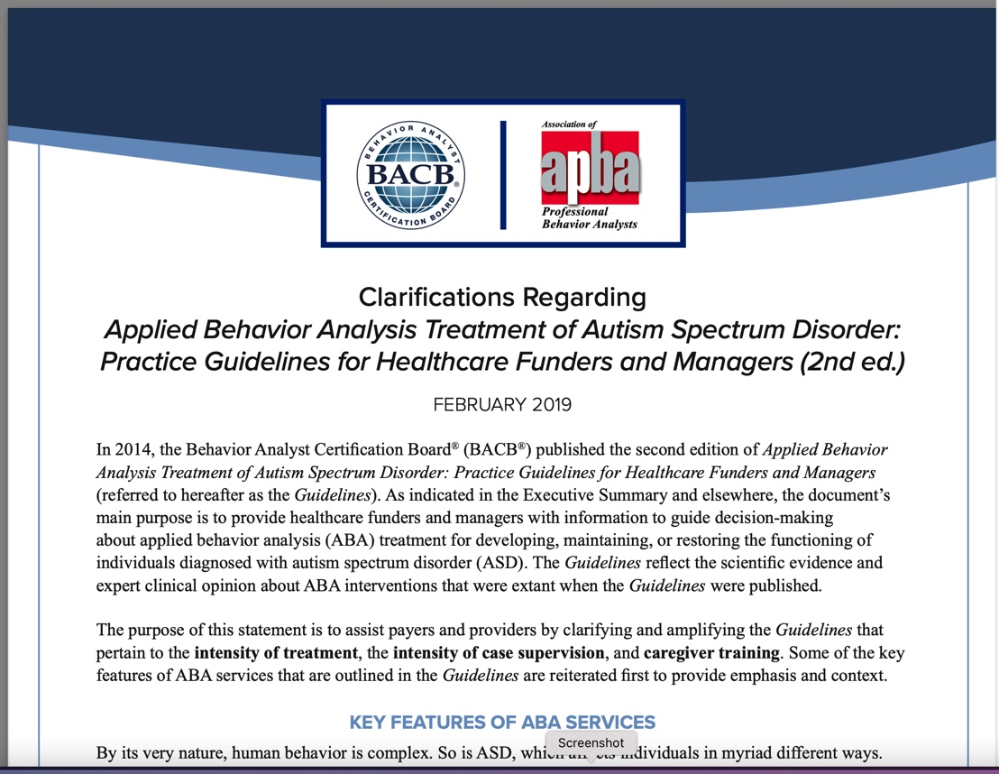 BEHAVIOR ANALYST
BACB®
CERTIFICATION BOARD
Association of
apba
Professional
Behavior Analysts
Clarifications Regarding
Applied Behavior Analysis Treatment of Autism Spectrum Disorder:
Practice Guidelines for Healthcare Funders and Managers (2nd ed.)
FEBRUARY 2019
In 2014, the Behavior Analyst Certification Board® (BACB®) published the second edition of Applied Behavior
Analysis Treatment of Autism Spectrum Disorder: Practice Guidelines for Healthcare Funders and Managers
(referred to hereafter as the Guidelines). As indicated in the Executive Summary and elsewhere, the document’s
main purpose is to provide healthcare funders and managers with information to guide decision-making
about applied behavior analysis (ABA) treatment for developing, maintaining, or restoring the functioning of
individuals diagnosed with autism spectrum disorder (ASD). The Guidelines reflect the scientific evidence and
expert clinical opinion about ABA interventions that were extant when the Guidelines were published.
The purpose of this statement is to assist payers and providers by clarifying and amplifying the Guidelines that
pertain to the intensity of treatment, the intensity of case supervision, and caregiver training. Some of the key
features of ABA services that are outlined in the Guidelines are reiterated first to provide emphasis and context.
KEY FEATURES OF ABA SERVICES
Screenshot
By its very nature, human behavior is complex. So is ASD, which individuals in myriad different ways.